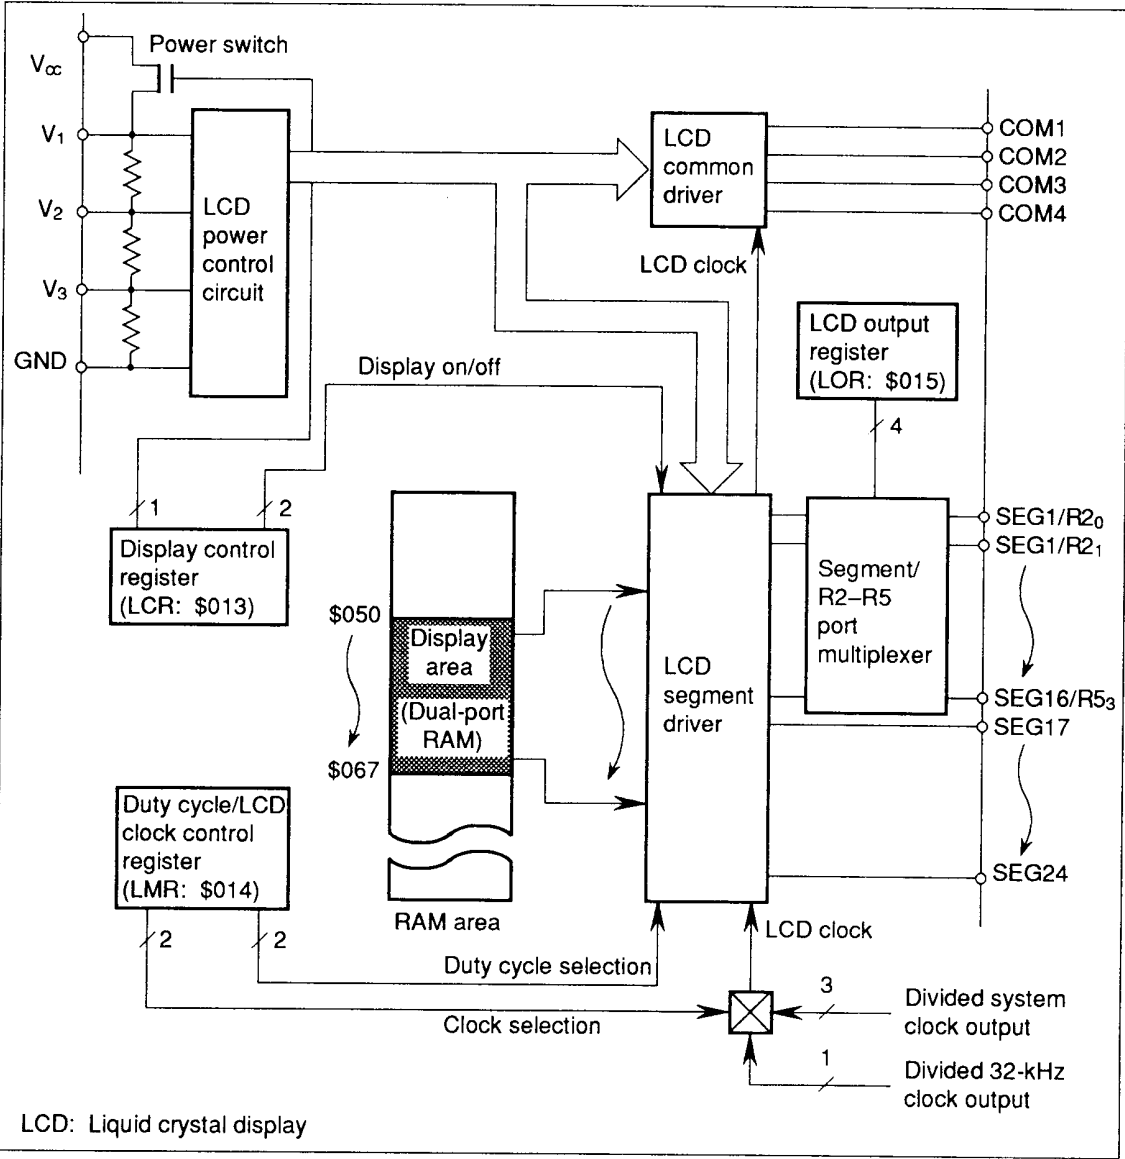 Power switch
Vcc
V1
V2
V3
GND
LCD
power
control
circuit
LCD
common
driver
COM1
COM2
COM3
COM4
LCD clock
LCD output
register
(LOR: $015)
4
Display on/off
1
2
Display control
register
(LCR: $013)
$050
$067
Display
area
(Dual-port
RAM)
RAM area
LCD
segment
driver
Segment/
R2–R5
port
multiplexer
SEG1/R20
SEG1/R21
SEG16/R53
SEG17
SEG24
Duty cycle/LCD
clock control
register
(LMR: $014)
2
2
Duty cycle selection
Clock selection
LCD clock
3
Divided system
clock output
1
Divided 32-kHz
clock output
LCD: Liquid crystal display